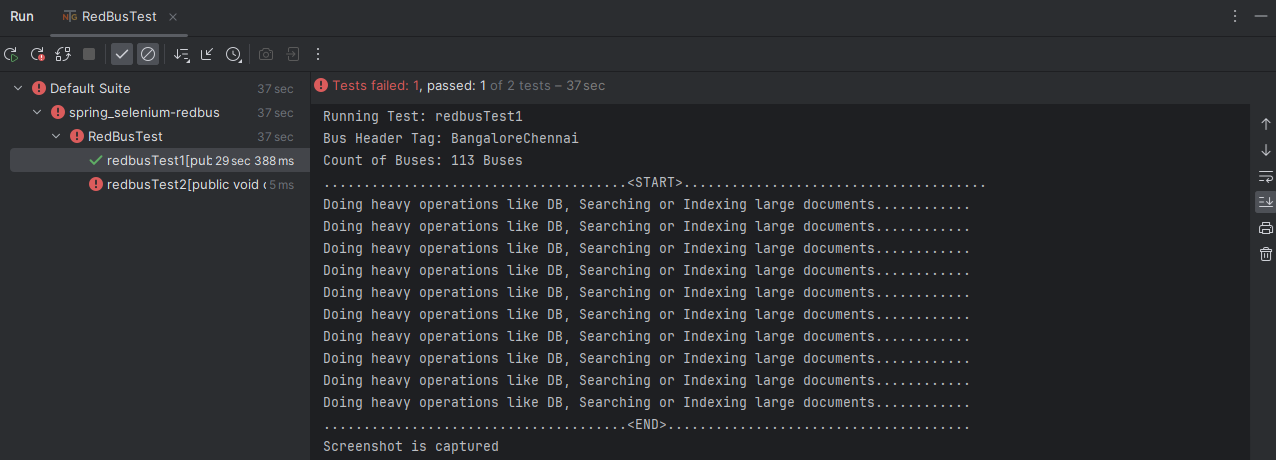 Run
RedBusTest
Default Suite 37 sec
spring_selenium-redbus 37 sec
RedBusTest 37 sec
redbusTest1[put 29 sec 388 ms
redbusTest2[public void 5 ms
Tests failed: 1, passed: 1 of 2 tests – 37 sec
Running Test: redbusTest1
Bus Header Tag: BangaloreChennai
Count of Buses: 113 Buses
......................................<START>......................................
Doing heavy operations like DB, Searching or Indexing large documents............
Doing heavy operations like DB, Searching or Indexing large documents............
Doing heavy operations like DB, Searching or Indexing large documents............
Doing heavy operations like DB, Searching or Indexing large documents............
Doing heavy operations like DB, Searching or Indexing large documents............
Doing heavy operations like DB, Searching or Indexing large documents............
Doing heavy operations like DB, Searching or Indexing large documents............
Doing heavy operations like DB, Searching or Indexing large documents............
Doing heavy operations like DB, Searching or Indexing large documents............
Doing heavy operations like DB, Searching or Indexing large documents............
......................................<END>......................................
Screenshot is captured